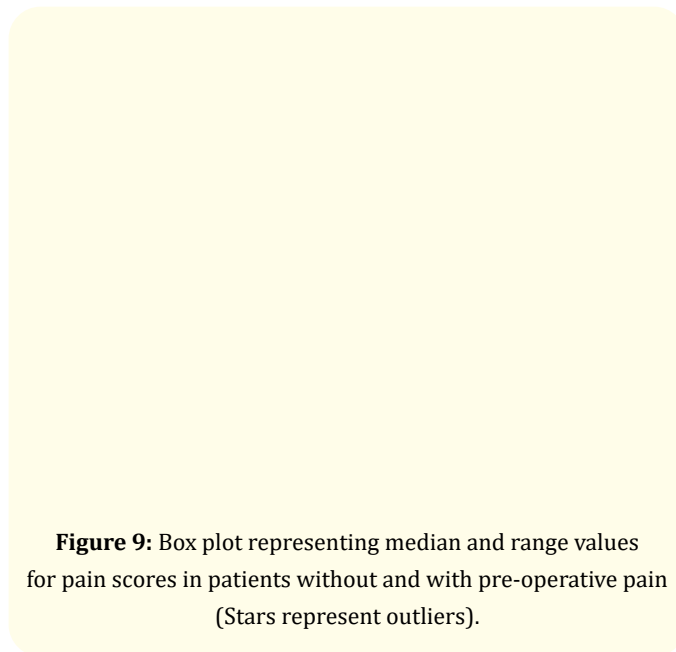 Figure 9: Box plot representing median and range values
for pain scores in patients without and with pre-operative pain
(Stars represent outliers).